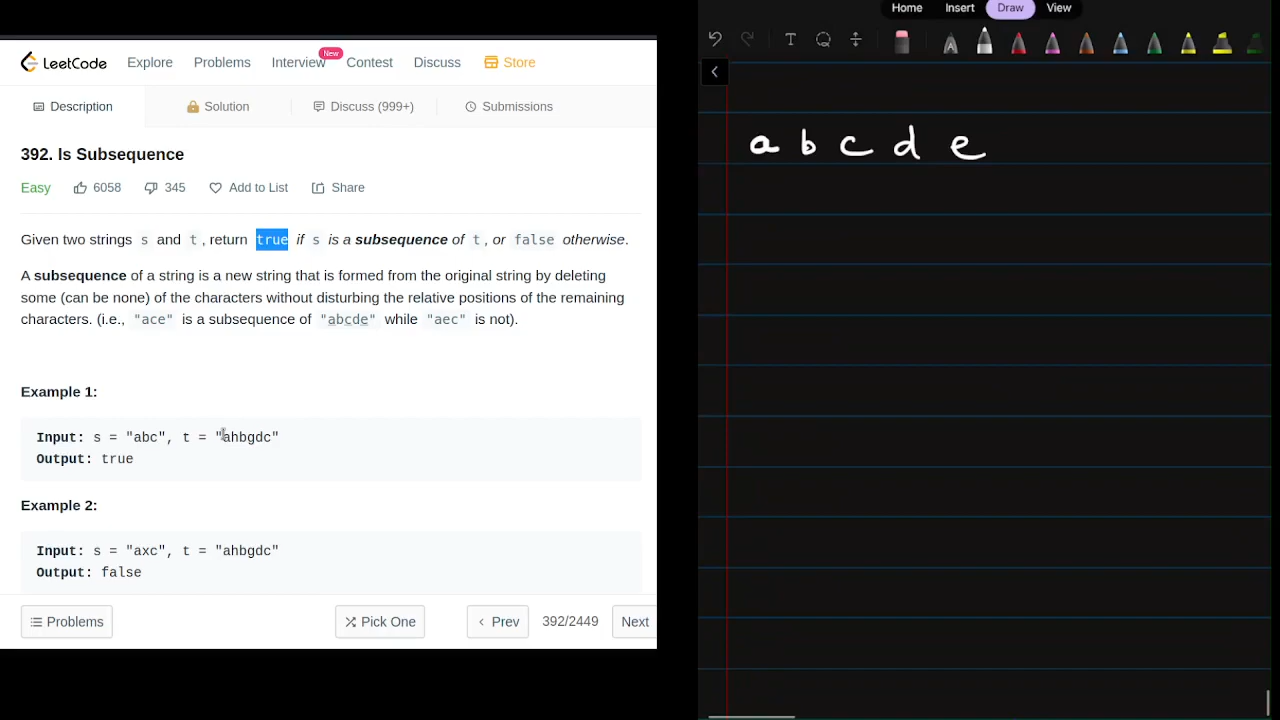 LeetCode Explore Problems Interview New Contest Discuss Store
Description Solution Discuss (999+) Submissions
392. Is Subsequence
Easy 6058 345 Add to List Share
Given two strings s and t, return true if s is a subsequence of t, or false otherwise.
A subsequence of a string is a new string that is formed from the original string by deleting
some (can be none) of the characters without disturbing the relative positions of the remaining
characters. (i.e., "ace" is a subsequence of "abcde" while "aec" is not).
Example 1:
Input: s = "abc", t = "ahbgdc"
Output: true
Example 2:
Input: s = "axc", t = "ahbgdc"
Output: false
Problems Pick One Prev 392/2449 Next
Home Insert Draw View
T A
a b c d e